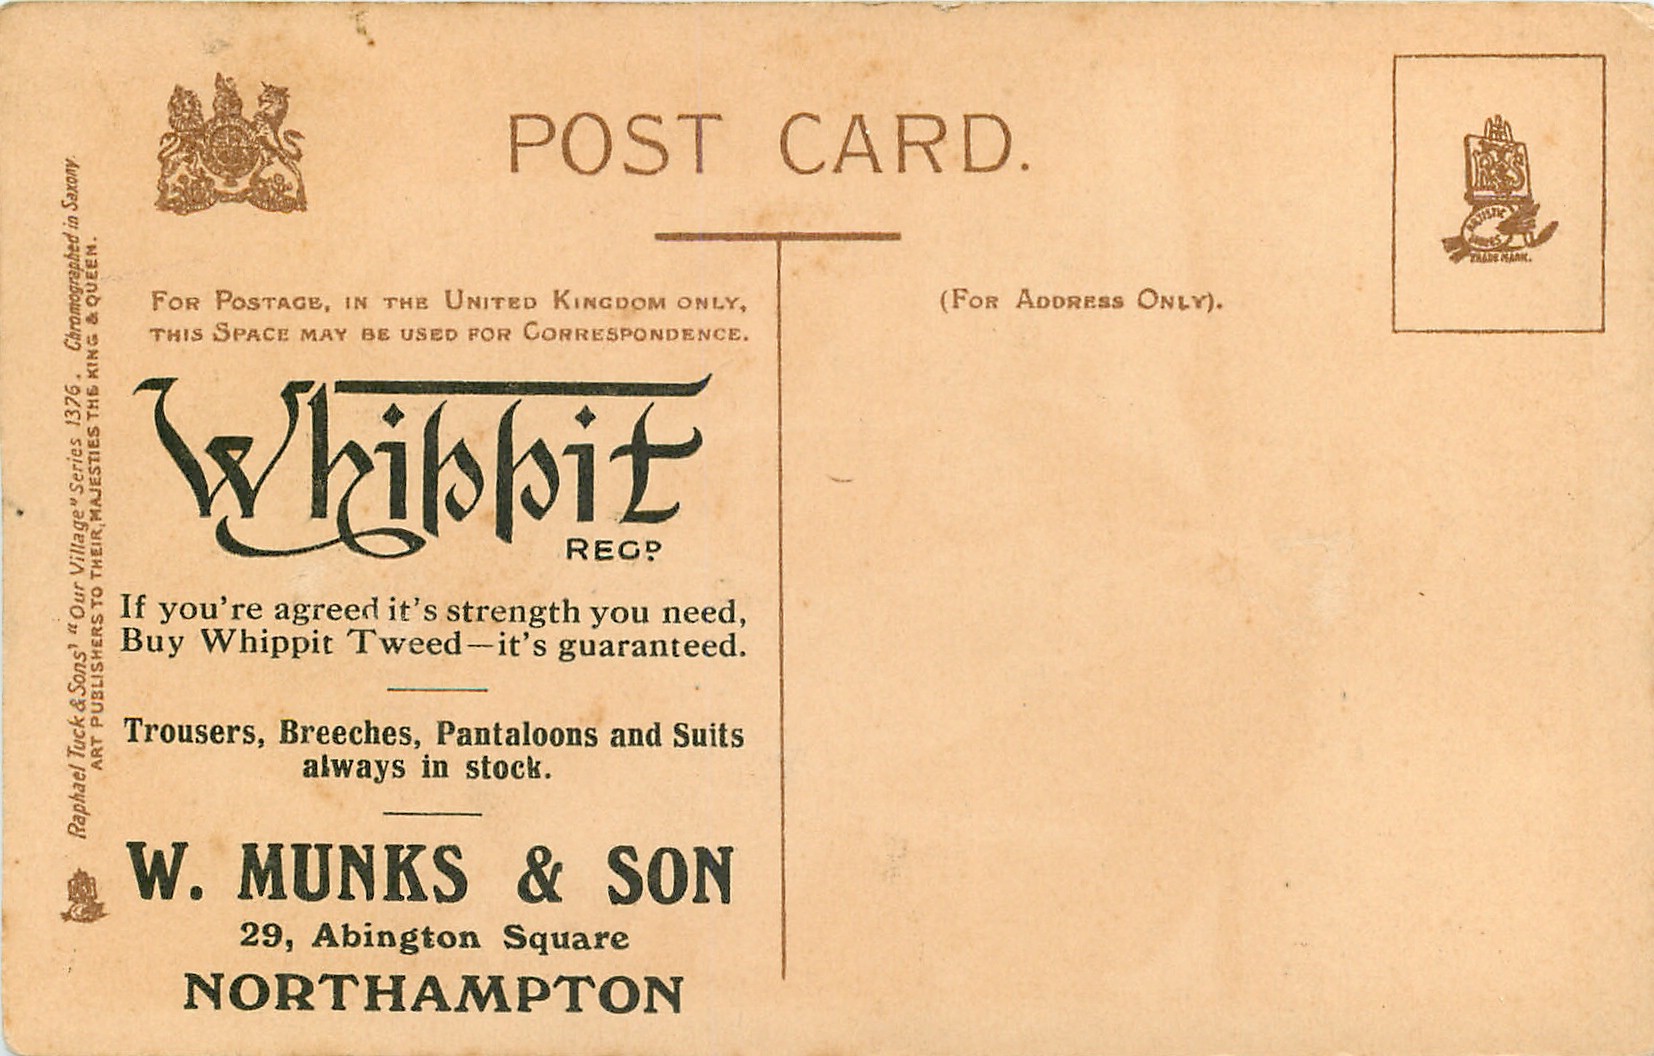 POST CARD.
FOR POSTAGE, IN THE UNITED KINGDOM ONLY,
THIS SPACE MAY BE USED FOR CORRESPONDENCE.
(FOR ADDRESS ONLY).
Whippit
REGD
If you're agreed it's strength you need,
Buy Whippit Tweed—it's guaranteed.
Trousers, Breeches, Pantaloons and Suits
always in stock.
W. MUNKS & SON
29, Abington Square
NORTHAMPTON
Raphael Tuck & Sons' "Our Village" Series 1376. Chromographed in Saxony
ART PUBLISHERS TO THEIR MAJESTIES THE KING & QUEEN.
ARTISTIC
TRADE MARK.